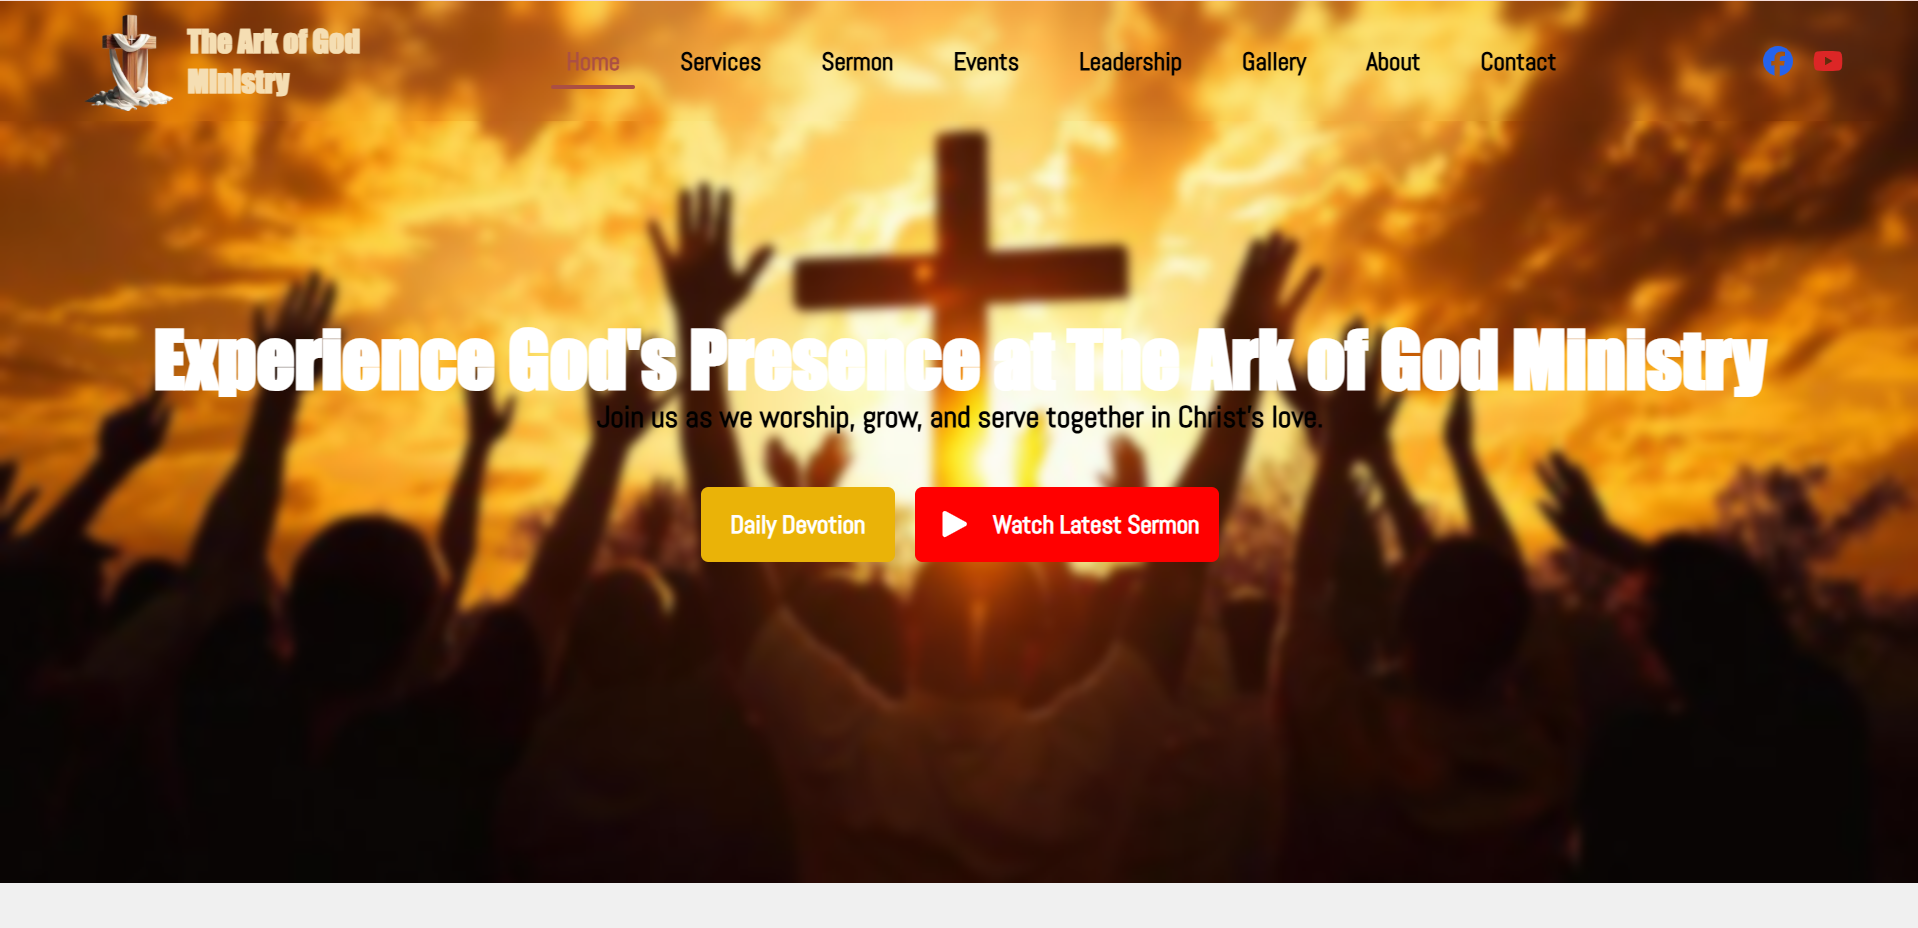 The Ark of God
Ministry
Home Services Sermon Events Leadership Gallery About Contact
Experience God's Presence at The Ark of God Ministry
Join us as we worship, grow, and serve together in Christ's love.
Daily Devotion Watch Latest Sermon